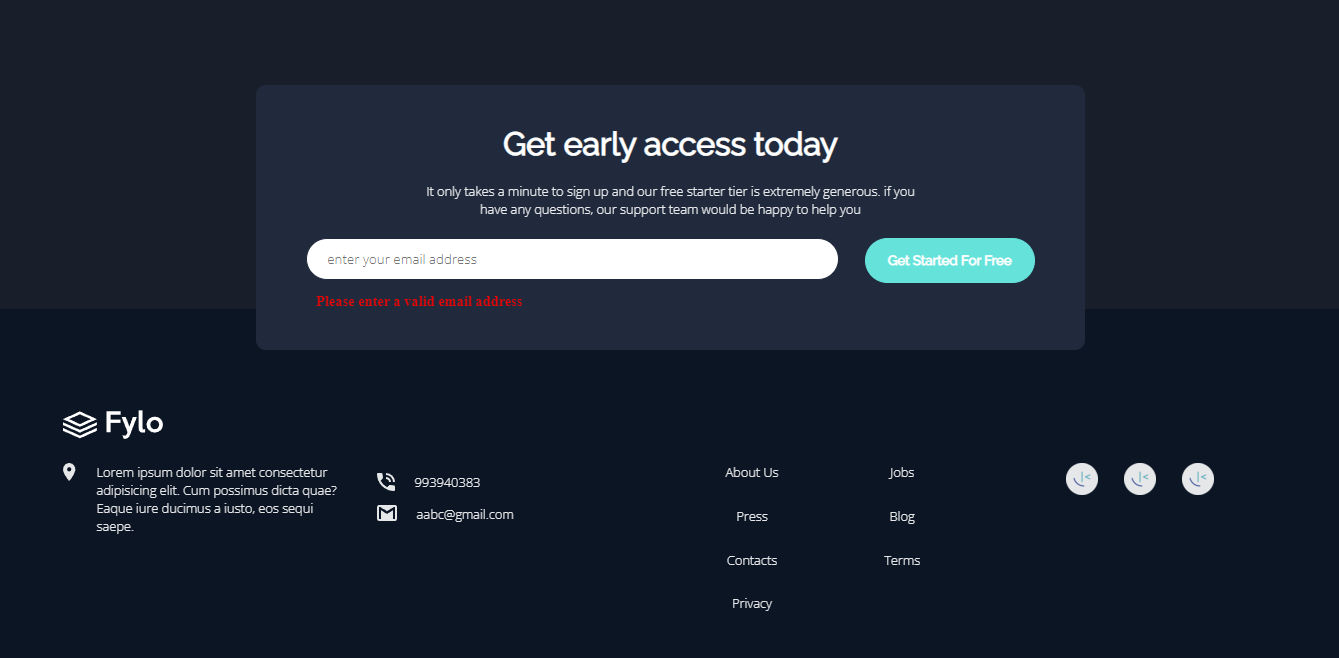 Get early access today
It only takes a minute to sign up and our free starter tier is extremely generous. if you
have any questions, our support team would be happy to help you
enter your email address
Get Started For Free
Please enter a valid email address
Fylo
Lorem ipsum dolor sit amet consectetur
adipisicing elit. Cum possimus dicta quae?
Eaque iure ducimus a iusto, eos sequi
saepe.
993940383
aabc@gmail.com
About Us
Press
Contacts
Privacy
Jobs
Blog
Terms